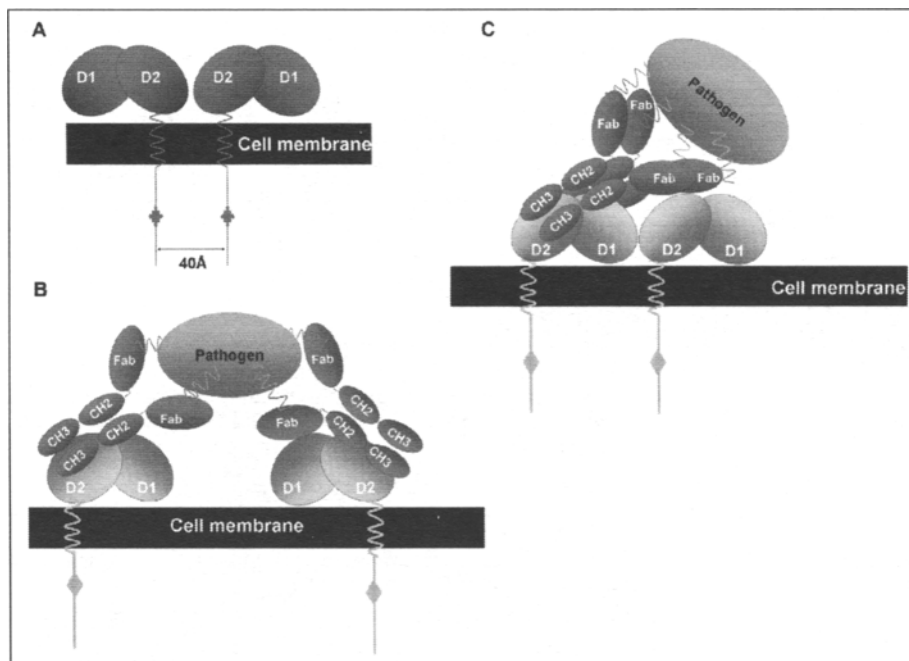 A
D1 D2 D2 D1
Cell membrane
40Å
B
Fab
Pathogen
Fab
CH2
Fab
CH2
CH3
CH2
Fab
CH2
CH3
CH3
CH3
D2
D1
D1
D2
Cell membrane
C
Fab
Fab
Pathogen
CH2
Fab
Fab
CH3
CH2
CH3
D2
D1
D2
D1
Cell membrane